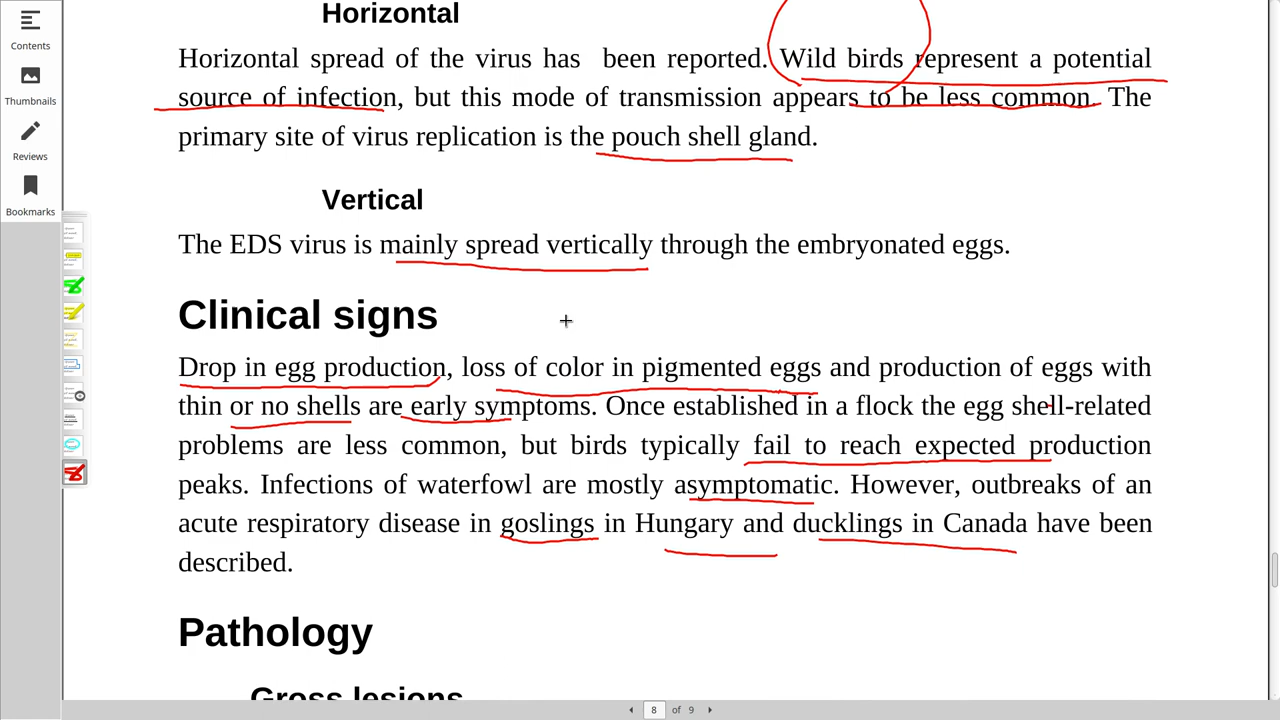 Contents
Thumbnails
Reviews
Bookmarks
Horizontal
Horizontal spread of the virus has been reported. Wild birds represent a potential
source of infection, but this mode of transmission appears to be less common. The
primary site of virus replication is the pouch shell gland.
Vertical
The EDS virus is mainly spread vertically through the embryonated eggs.
Clinical signs
Drop in egg production, loss of color in pigmented eggs and production of eggs with
thin or no shells are early symptoms. Once established in a flock the egg shell-related
problems are less common, but birds typically fail to reach expected production
peaks. Infections of waterfowl are mostly asymptomatic. However, outbreaks of an
acute respiratory disease in goslings in Hungary and ducklings in Canada have been
described.
Pathology
Gross lesions
8 of 9